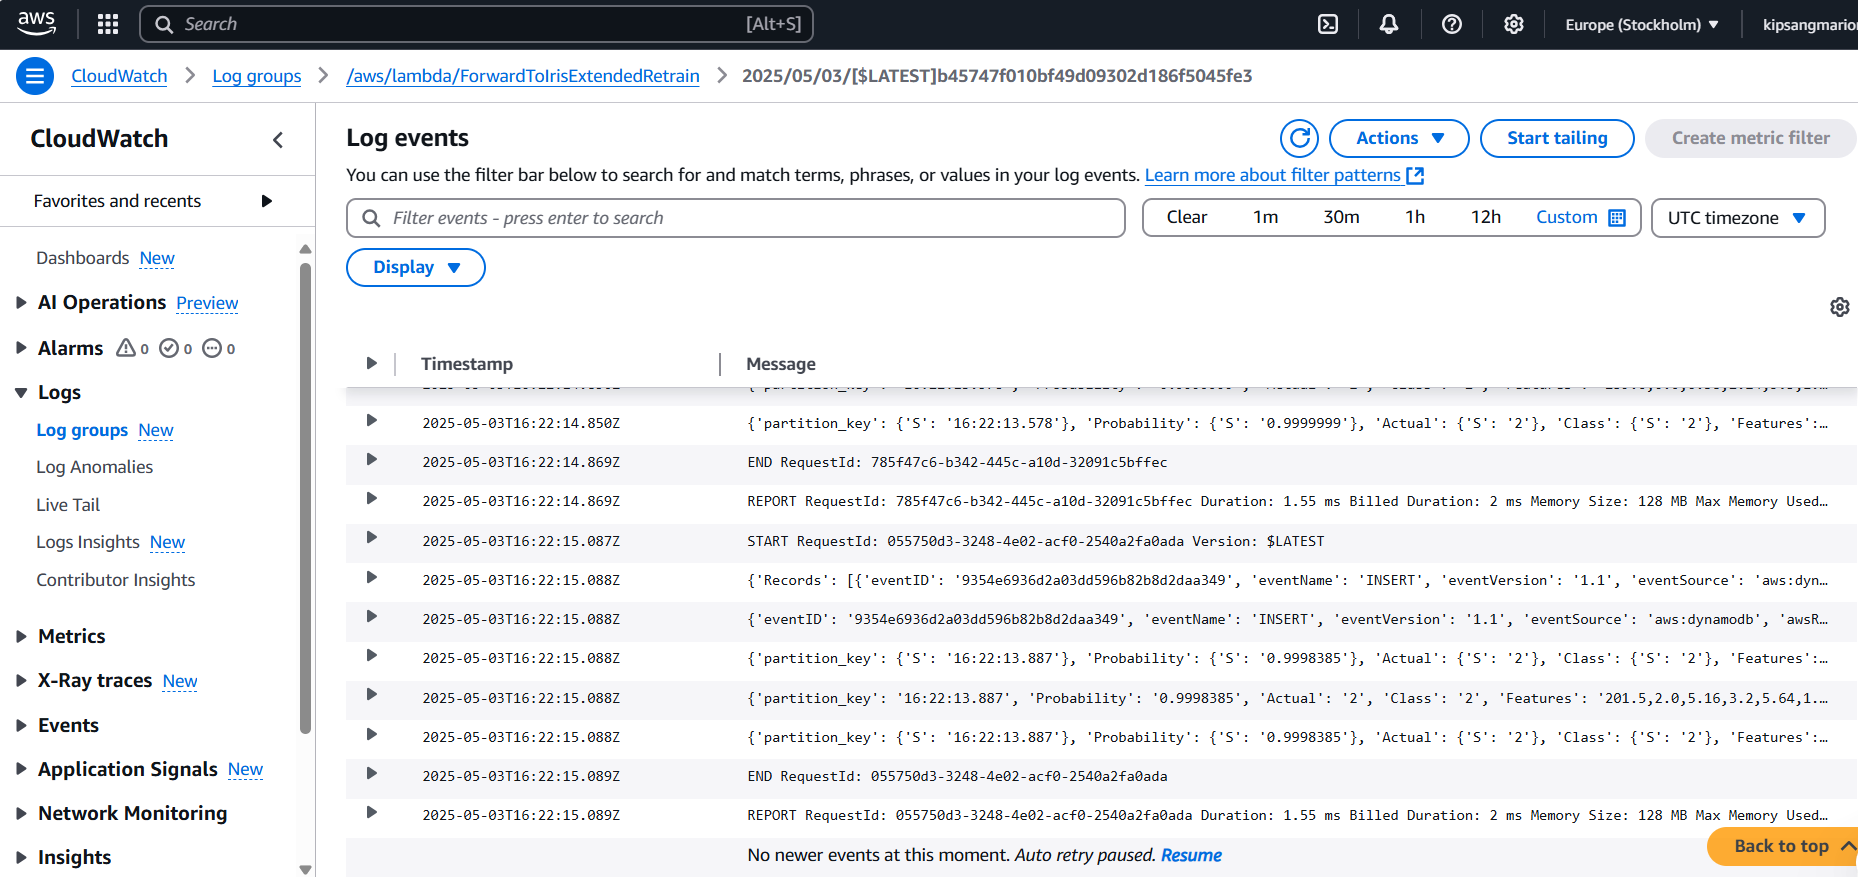 aws
Search [Alt+S]
Europe (Stockholm)
kipsangmario
CloudWatch
Log groups
/aws/lambda/ForwardToIrisExtendedRetrain
2025/05/03/[$LATEST]b45747f010bf49d09302d186f5045fe3
CloudWatch
Favorites and recents
Dashboards New
AI Operations Preview
Alarms 0 0 0
Logs
Log groups New
Log Anomalies
Live Tail
Logs Insights New
Contributor Insights
Metrics
X-Ray traces New
Events
Application Signals New
Network Monitoring
Insights
Log events
Actions
Start tailing
Create metric filter
You can use the filter bar below to search for and match terms, phrases, or values in your log events. Learn more about filter patterns
Filter events - press enter to search
Clear 1m 30m 1h 12h Custom
UTC timezone
Display
Timestamp Message
2025-05-03T16:22:14.850Z {'partition_key': {'S': '16:22:13.578'}, 'Probability': {'S': '0.9999999'}, 'Actual': {'S': '2'}, 'Class': {'S': '2'}, 'Features':…
2025-05-03T16:22:14.869Z END RequestId: 785f47c6-b342-445c-a10d-32091c5bffec
2025-05-03T16:22:14.869Z REPORT RequestId: 785f47c6-b342-445c-a10d-32091c5bffec Duration: 1.55 ms Billed Duration: 2 ms Memory Size: 128 MB Max Memory Used…
2025-05-03T16:22:15.087Z START RequestId: 055750d3-3248-4e02-acf0-2540a2fa0ada Version: $LATEST
2025-05-03T16:22:15.088Z {'Records': [{'eventID': '9354e6936d2a03dd596b82b8d2daa349', 'eventName': 'INSERT', 'eventVersion': '1.1', 'eventSource': 'aws:dyn…
2025-05-03T16:22:15.088Z {'eventID': '9354e6936d2a03dd596b82b8d2daa349', 'eventName': 'INSERT', 'eventVersion': '1.1', 'eventSource': 'aws:dynamodb', 'awsR…
2025-05-03T16:22:15.088Z {'partition_key': {'S': '16:22:13.887'}, 'Probability': {'S': '0.9998385'}, 'Actual': {'S': '2'}, 'Class': {'S': '2'}, 'Features':…
2025-05-03T16:22:15.088Z {'partition_key': '16:22:13.887', 'Probability': '0.9998385', 'Actual': '2', 'Class': '2', 'Features': '201.5,2.0,5.16,3.2,5.64,1.…
2025-05-03T16:22:15.088Z {'partition_key': {'S': '16:22:13.887'}, 'Probability': {'S': '0.9998385'}, 'Actual': {'S': '2'}, 'Class': {'S': '2'}, 'Features':…
2025-05-03T16:22:15.089Z END RequestId: 055750d3-3248-4e02-acf0-2540a2fa0ada
2025-05-03T16:22:15.089Z REPORT RequestId: 055750d3-3248-4e02-acf0-2540a2fa0ada Duration: 1.55 ms Billed Duration: 2 ms Memory Size: 128 MB Max Memory Used…
No newer events at this moment. Auto retry paused. Resume
Back to top